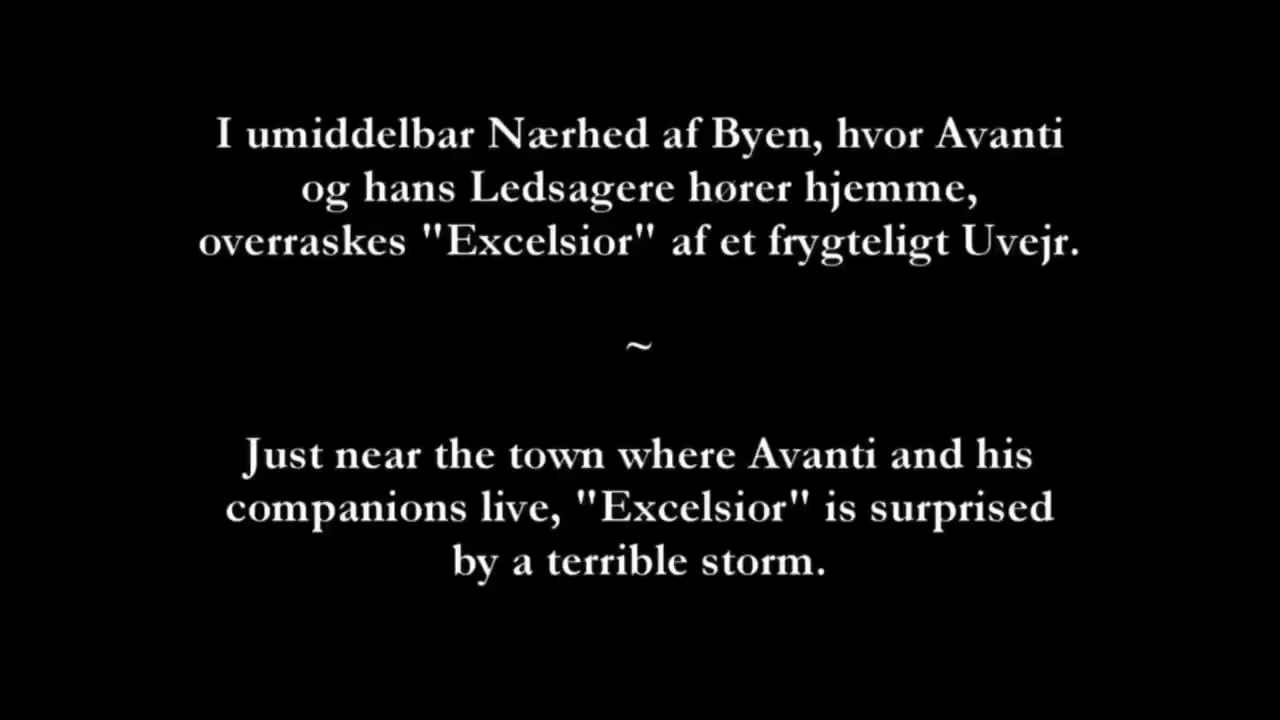 I umiddelbar Nærhed af Byen, hvor Avanti
og hans Ledsagere hører hjemme,
overraskes "Excelsior" af et frygteligt Uvejr.
~
Just near the town where Avanti and his
companions live, "Excelsior" is surprised
by a terrible storm.